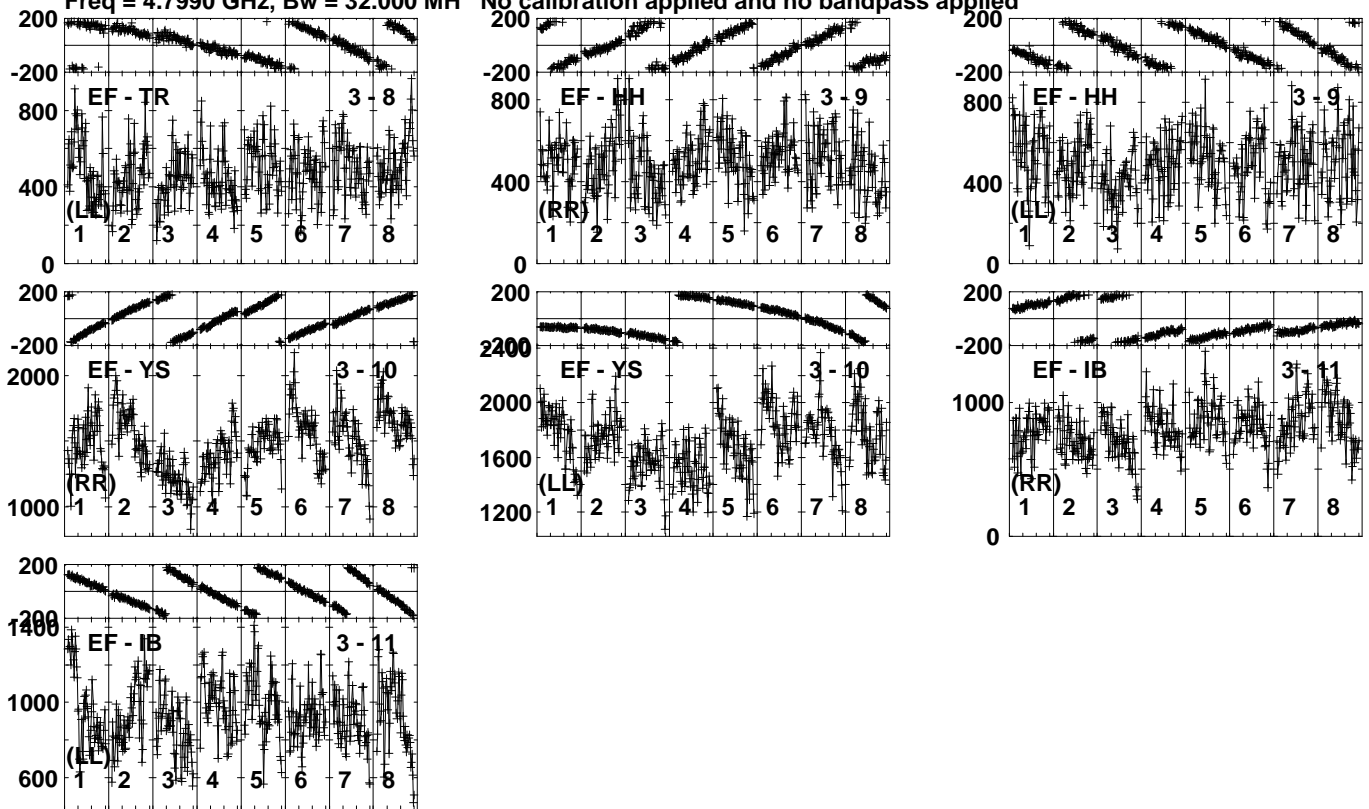 Freq = 4.7990 GHz, Bw = 32.000 MH No calibration applied and no bandpass applied
200
-200
800
400
0
EF - TR 3 - 8
(LL)
1 2 3 4 5 6 7 8
200
-200
800
400
0
EF - HH 3 - 9
(RR)
1 2 3 4 5 6 7 8
200
-200
800
400
0
EF - HH 3 - 9
(LL)
1 2 3 4 5 6 7 8
200
-200
2000
1000
EF - YS 3 - 10
(RR)
1 2 3 4 5 6 7 8
200
-200
2400
2000
1600
1200
EF - YS 3 - 10
(LL)
1 2 3 4 5 6 7 8
200
-200
1000
0
EF - IB 3 - 11
(RR)
1 2 3 4 5 6 7 8
200
-200
1400
1000
600
EF - IB 3 - 11
(LL)
1 2 3 4 5 6 7 8